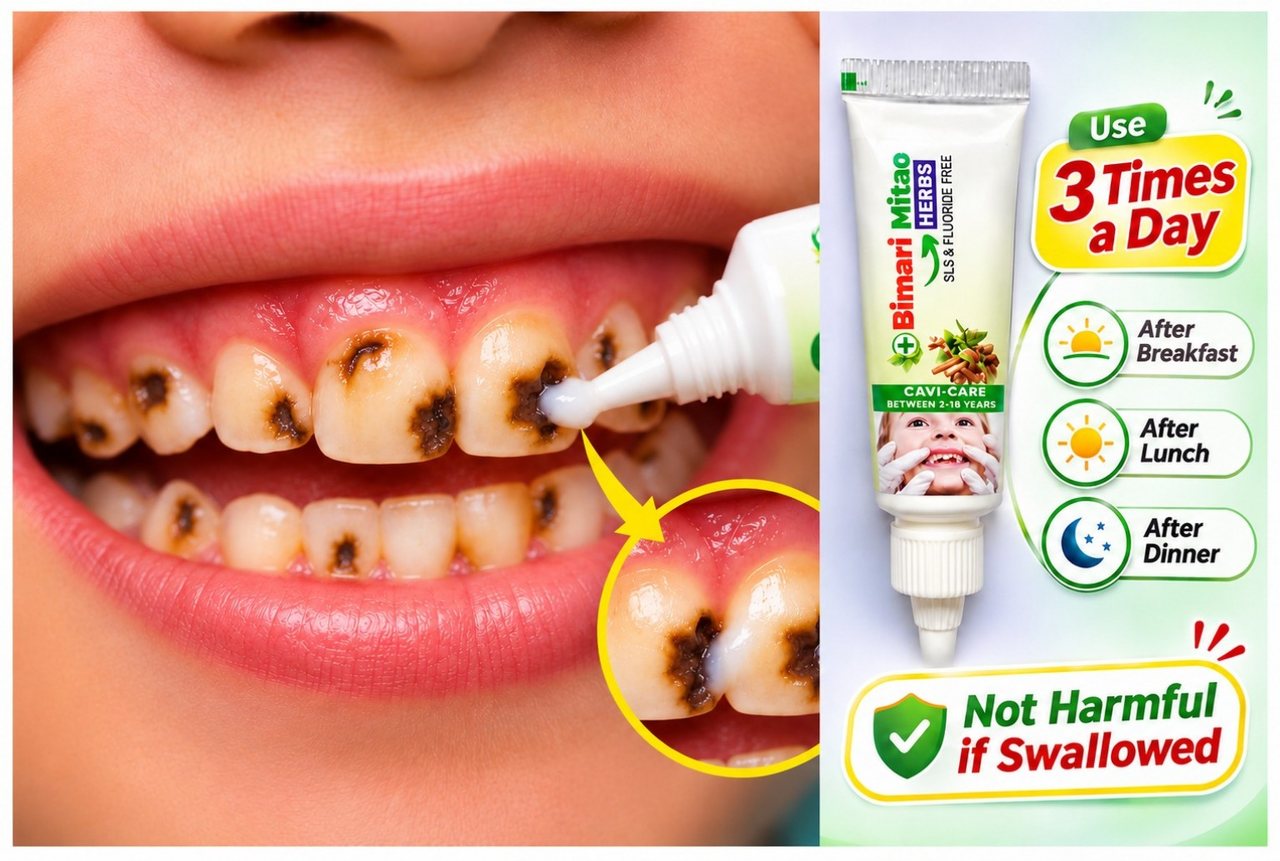 Bimari Mitao
HERBS
SLS & FLUORIDE FREE
CAVI-CARE
BETWEEN 2-18 YEARS
Use
3 Times
a Day
After
Breakfast
After
Lunch
After
Dinner
Not Harmful
if Swallowed